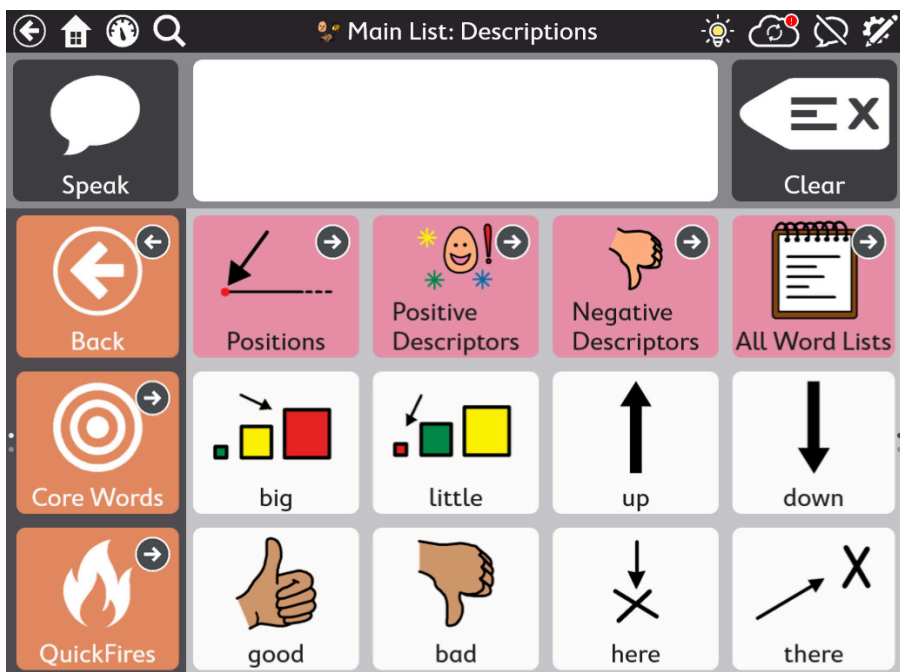 Main List: Descriptions
Speak
Clear
Back
Positions
Positive
Descriptors
Negative
Descriptors
All Word Lists
Core Words
big
little
up
down
QuickFires
good
bad
here
there